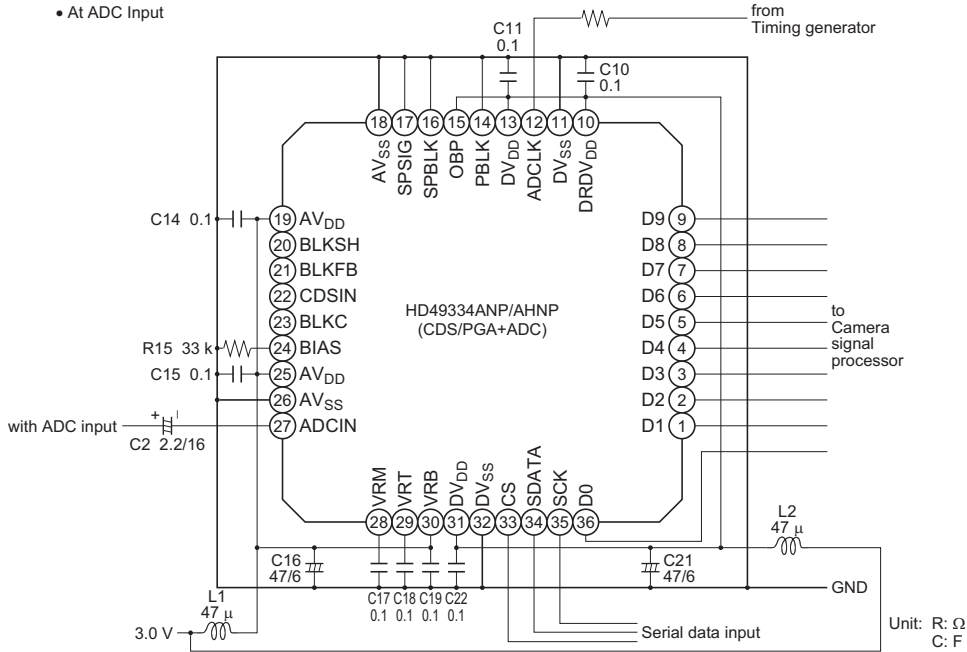 • At ADC Input
from
Timing generator
C11
0.1
C10
0.1
18 17 16 15 14 13 12 11 10
AVSS
SPSIG
SPBLK
OBP
PBLK
DVDD
ADCLK
DVSS
DRDVDD
C14 0.1
19 AVDD
20 BLKSH
21 BLKFB
22 CDSIN
23 BLKC
R15 33 k
24 BIAS
C15 0.1
25 AVDD
26 AVSS
with ADC input
+
C2 2.2/16
27 ADCIN
HD49334ANP/AHNP
(CDS/PGA+ADC)
D9 9
D8 8
D7 7
D6 6
D5 5
D4 4
D3 3
D2 2
D1 1
to
Camera
signal
processor
VRM
VRT
VRB
DVDD
DVSS
CS
SDATA
SCK
D0
28 29 30 31 32 33 34 35 36
C16
47/6
C17
0.1
C18
0.1
C19
0.1
C22
0.1
C21
47/6
L2
47 μ
GND
L1
47 μ
3.0 V
Serial data input
Unit: R: Ω
C: F